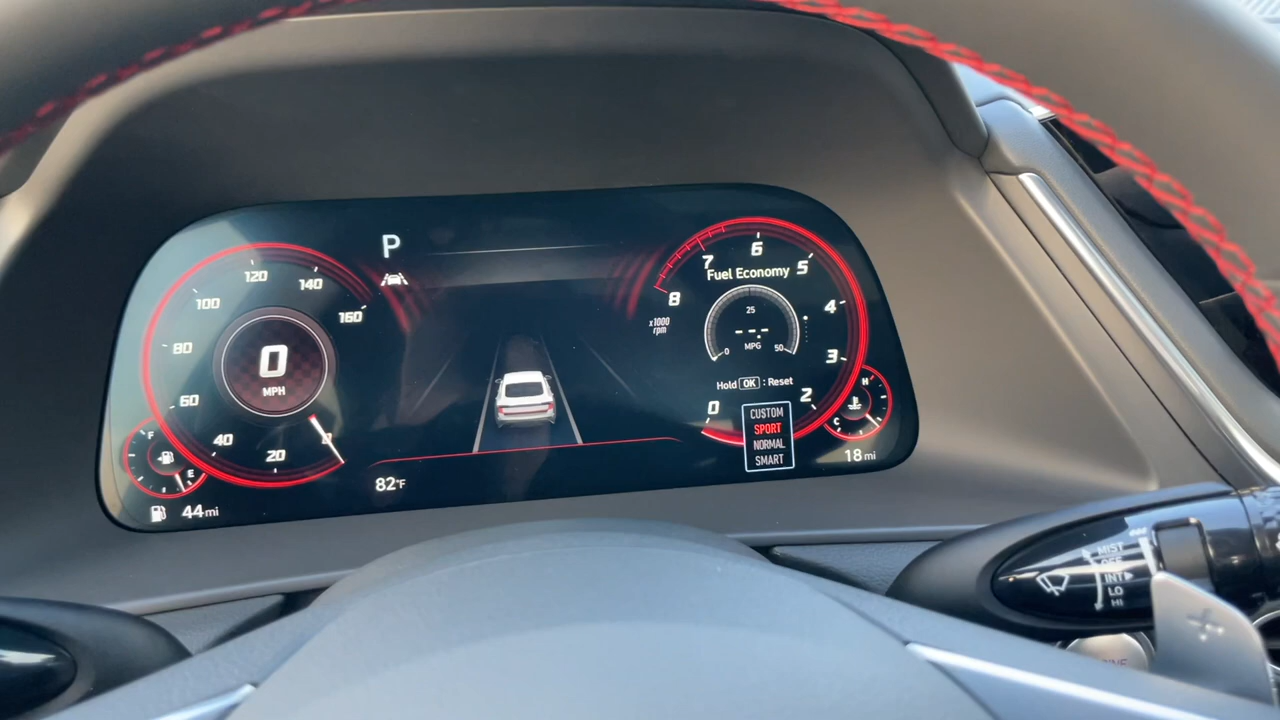 P
120
140
100
160
80
60
40
20
0
0
MPH
F
E
44mi
82°F
6
7
5
8
4
3
2
0
x1000
rpm
Fuel Economy
25
--.-
MPG
0
50
Hold OK : Reset
CUSTOM
SPORT
NORMAL
SMART
H
C
18mi
MIST
OFF
INT
LO
HI
+